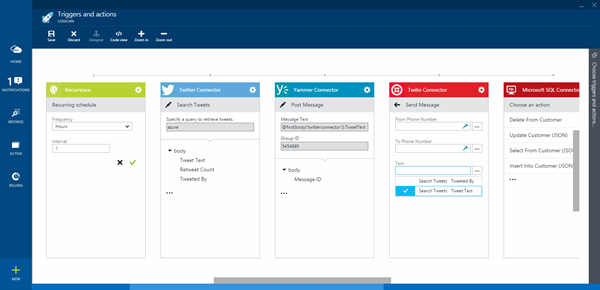 Triggers and actions
LOGICAN
Save
Discard
Designer
Code view
Zoom in
Zoom out
HOME
1
NOTIFICATIONS
BROWSE
ACTIVE
BILLING
NEW
Recurrence
Recurring schedule
Frequency
Hours
Interval
1
Twitter Connector
Search Tweets
Specify a query to retrieve tweets.
azure
body
Tweet Text
Retweet Count
Tweeted By
Yammer Connector
Post Message
Message Text
@first(body('twitterconnector')).TweetText
Group ID
5454689
body
Message ID
Twilio Connector
Send Message
From Phone Number
To Phone Number
Text
Search Tweets Tweeted By
Search Tweets Tweet Text
Microsoft SQL Connector
Choose an action
Delete From Customer
Update Customer (JSON)
Select From Customer (JSON)
Insert Into Customer (JSON)
Choose triggers and actions...